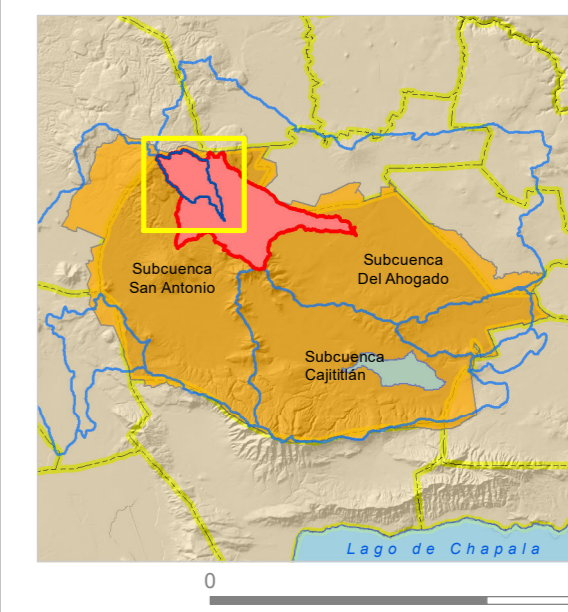 Subcuenca
San Antonio
Subcuenca
Del Ahogado
Subcuenca
Cajititlán
Lago de Chapala
0